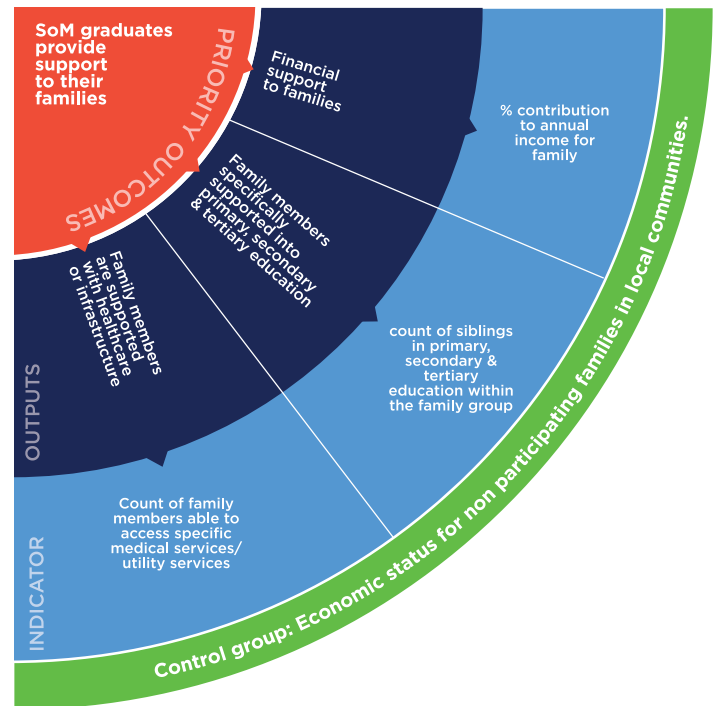 SoM graduates
provide
support
to their
families
PRIORITY OUTCOMES
Financial
support
to families
% contribution
to annual
income for
family
Family members
specifically
supported into
primary, secondary
& tertiary education
count of siblings
in primary,
secondary &
tertiary
education within
the family group
Family members
are supported
with healthcare
or infrastructure
OUTPUTS
Count of family
members able to
access specific
medical services/
utility services
INDICATOR
Control group: Economic status for non participating families in local communities.